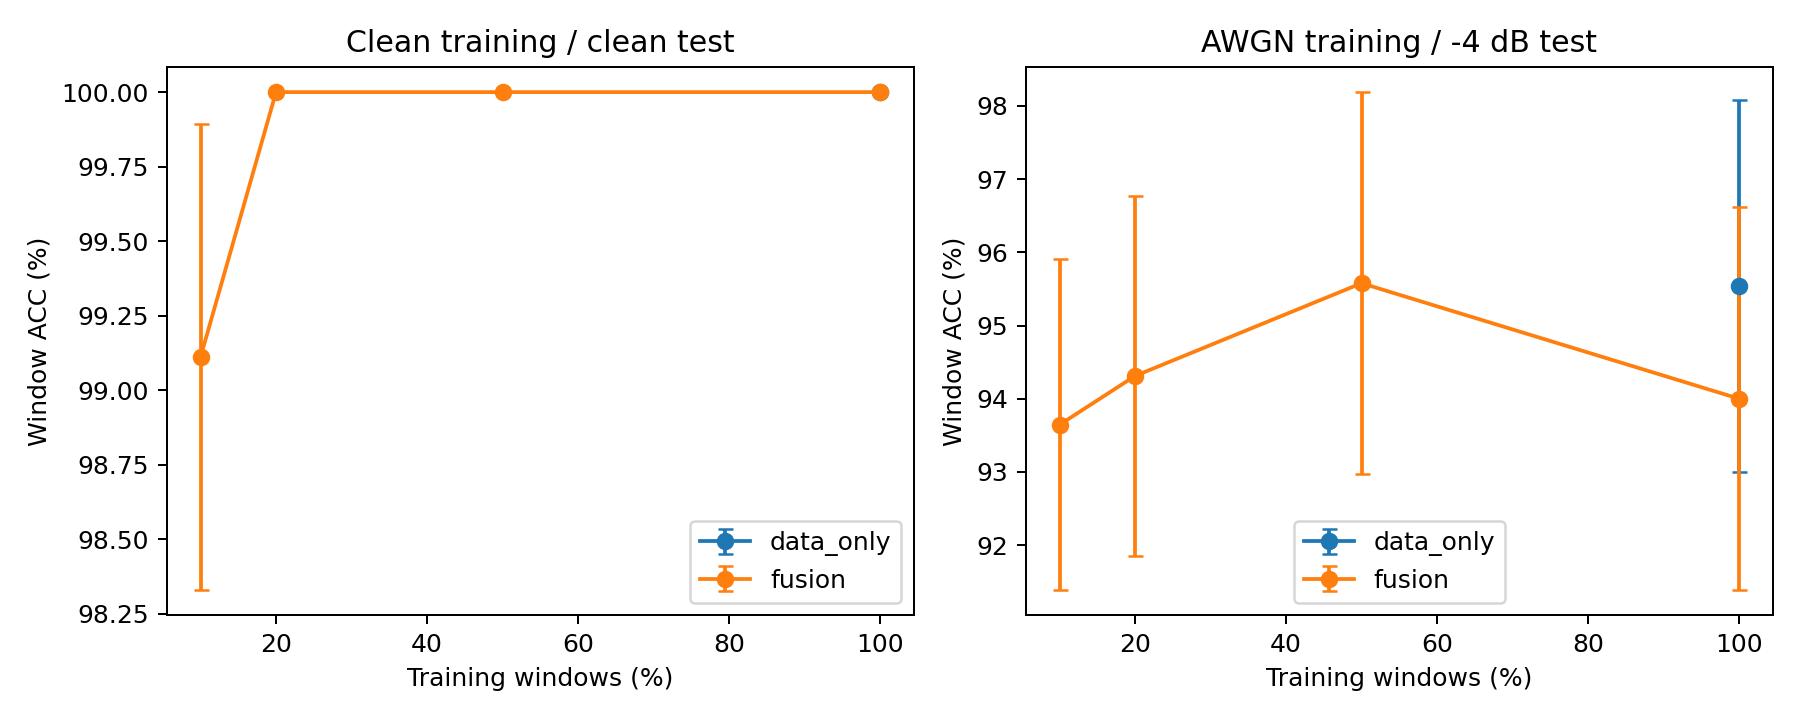 Clean training / clean test
100.00
99.75
99.50
99.25
99.00
98.75
98.50
98.25
Window ACC (%)
20 40 60 80 100
Training windows (%)
data_only
fusion
AWGN training / -4 dB test
98
97
96
95
94
93
92
Window ACC (%)
20 40 60 80 100
Training windows (%)
data_only
fusion